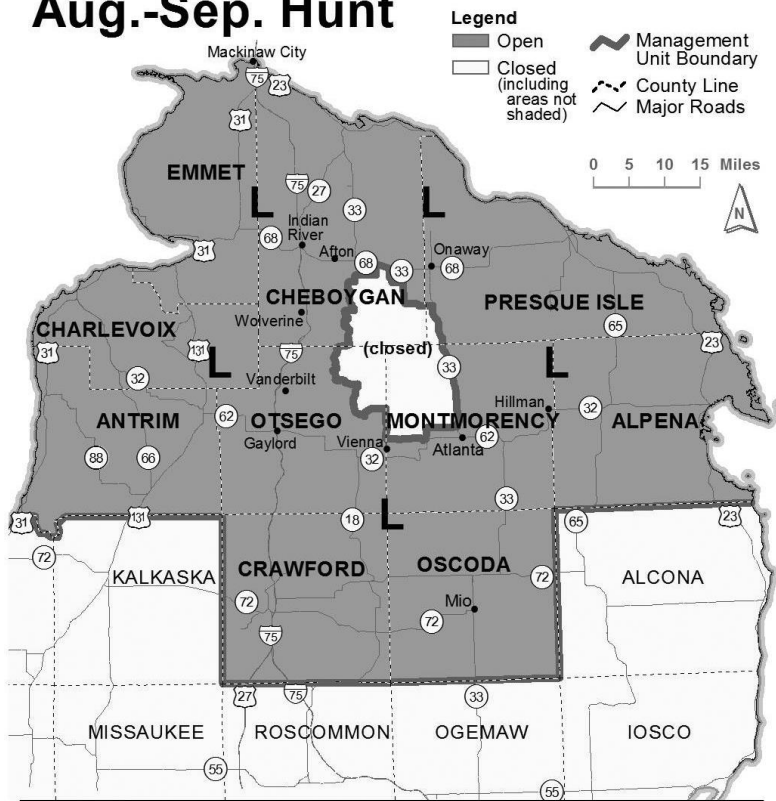 Aug.-Sep. Hunt
Legend
Open
Closed
(including
areas not
shaded)
Management
Unit Boundary
County Line
Major Roads
0 5 10 15 Miles
N
Mackinaw City
75
23
31
EMMET
75
27
33
L
L
Indian
River
68
31
Afton
68
33
Onaway
68
CHEBOYGAN
PRESQUE ISLE
Wolverine
65
CHARLEVOIX
31
131
75
(closed)
23
L
33
L
32
Vanderbilt
Hillman
32
ANTRIM
62
OTSEGO
MONTMORENCY
ALPENA
Gaylord
Vienna
62
Atlanta
88
66
32
33
31
131
18
L
65
23
72
KALKASKA
CRAWFORD
OSCODA
72
ALCONA
72
Mio
72
75
27
75
33
MISSAUKEE
ROSCOMMON
OGEMAW
IOSCO
55
55